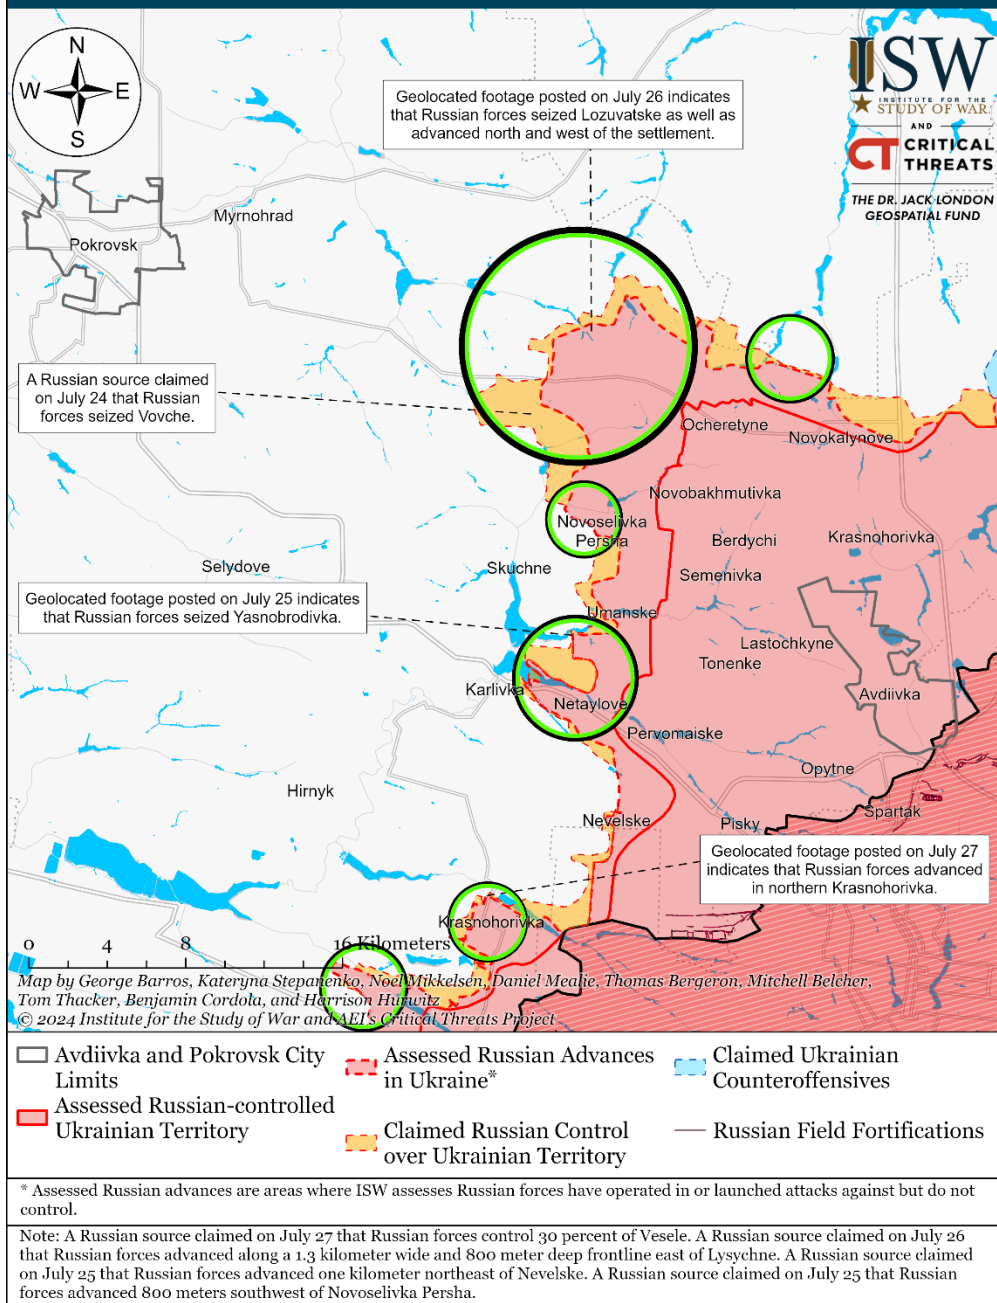 N
W E
S
ISW
INSTITUTE FOR THE
STUDY OF WAR
AND
CT CRITICAL
THREATS
THE DR. JACK LONDON
GEOSPATIAL FUND
Geolocated footage posted on July 26 indicates
that Russian forces seized Lozuvatske as well as
advanced north and west of the settlement.
Myrnohrad
Pokrovsk
A Russian source claimed
on July 24 that Russian
forces seized Vovche.
Ocheretyne
Novokalynove
Novobakhmutivka
Novoselivka
Persha
Berdychi
Krasnohorivka
Selydove
Skuchne
Semenivka
Geolocated footage posted on July 25 indicates
that Russian forces seized Yasnobrodivka.
Umanske
Lastochkyne
Tonenke
Karlivka
Netaylove
Avdiivka
Pervomaiske
Opytne
Hirnyk
Nevelske
Pisky
Spartak
Geolocated footage posted on July 27
indicates that Russian forces advanced
in northern Krasnohorivka.
Krasnohorivka
0 4 8 16 Kilometers
Map by George Barros, Kateryna Stepanenko, Noel Mikkelsen, Daniel Mealie, Thomas Bergeron, Mitchell Belcher,
Tom Thacker, Benjamin Cordola, and Harrison Hurwitz
© 2024 Institute for the Study of War and AEI's Critical Threats Project
Avdiivka and Pokrovsk City
Limits
Assessed Russian-controlled
Ukrainian Territory
Assessed Russian Advances
in Ukraine*
Claimed Russian Control
over Ukrainian Territory
Claimed Ukrainian
Counteroffensives
Russian Field Fortifications
* Assessed Russian advances are areas where ISW assesses Russian forces have operated in or launched attacks against but do not
control.
Note: A Russian source claimed on July 27 that Russian forces control 30 percent of Vesele. A Russian source claimed on July 26
that Russian forces advanced along a 1.3 kilometer wide and 800 meter deep frontline east of Lysychne. A Russian source claimed
on July 25 that Russian forces advanced one kilometer northeast of Nevelske. A Russian source claimed on July 25 that Russian
forces advanced 800 meters southwest of Novoselivka Persha.